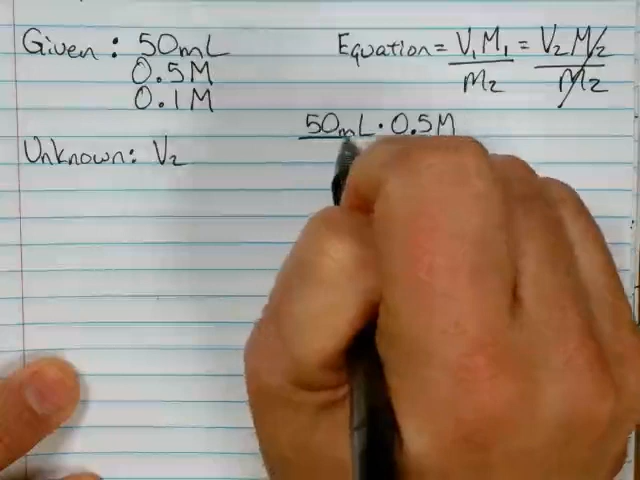 Given: 50mL
0.5M
0.1M
Unknown: V₂
Equation = V₁M₁ = V₂M₂
M₂ M₂
50mL · 0.5M